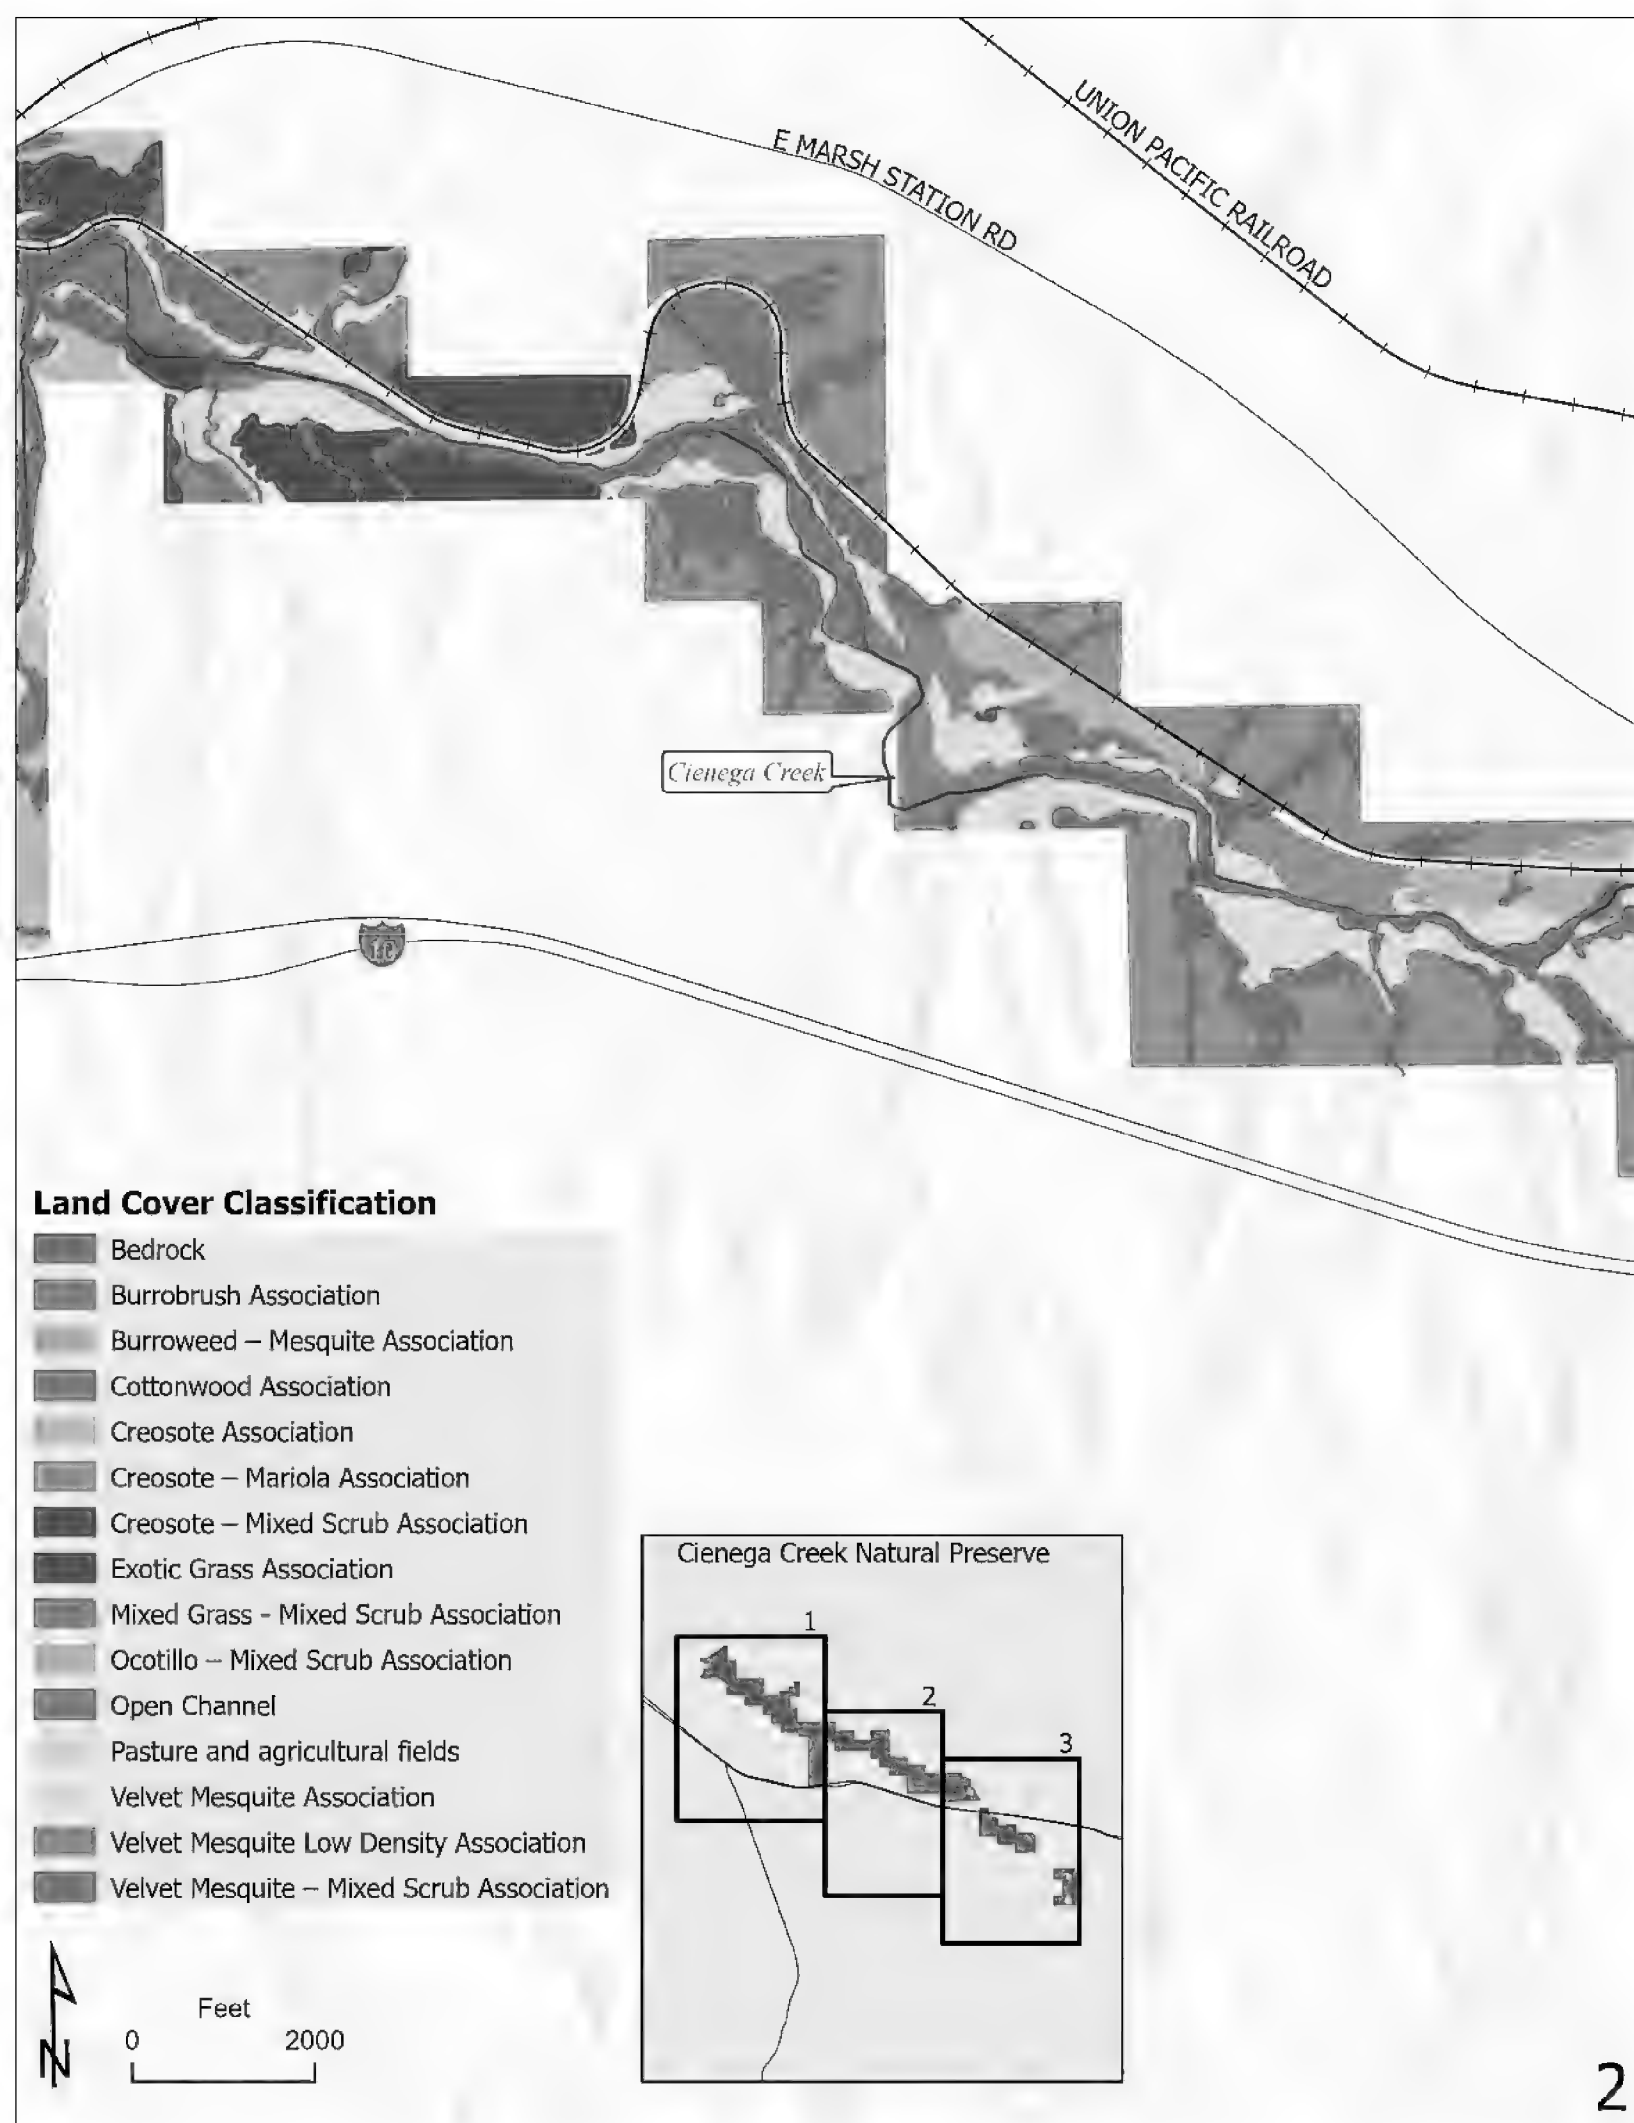 UNION PACIFIC RAILROAD
E MARSH STATION RD
Cienega Creek
10
Land Cover Classification
Bedrock
Burrobrush Association
Burroweed – Mesquite Association
Cottonwood Association
Creosote Association
Creosote – Mariola Association
Creosote – Mixed Scrub Association
Exotic Grass Association
Mixed Grass - Mixed Scrub Association
Ocotillo – Mixed Scrub Association
Open Channel
Pasture and agricultural fields
Velvet Mesquite Association
Velvet Mesquite Low Density Association
Velvet Mesquite – Mixed Scrub Association
Cienega Creek Natural Preserve
1
2
3
N
Feet
0 2000
2